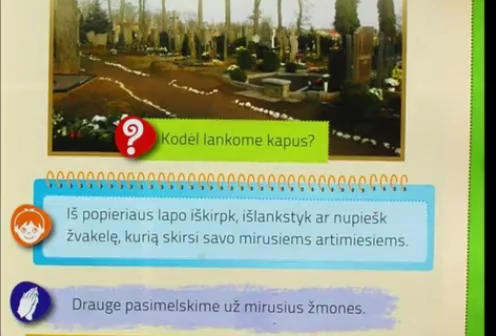 Kodėl lankome kapus?
Iš popieriaus lapo iškirpk, išlankstyk ar nupiešk
žvakelę, kurią skirsi savo mirusiems artimiesiems.
Drauge pasimelskime už mirusius žmones.